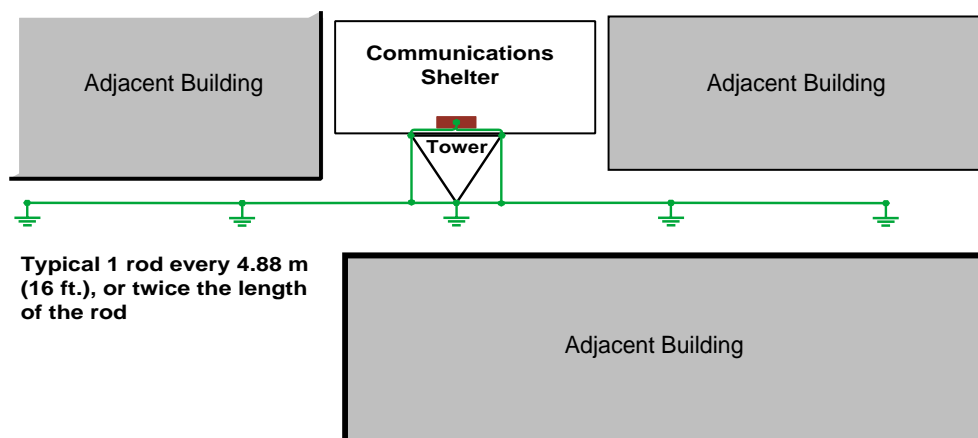 Adjacent Building
Communications
Shelter
Adjacent Building
Tower
Typical 1 rod every 4.88 m
(16 ft.), or twice the length
of the rod
Adjacent Building